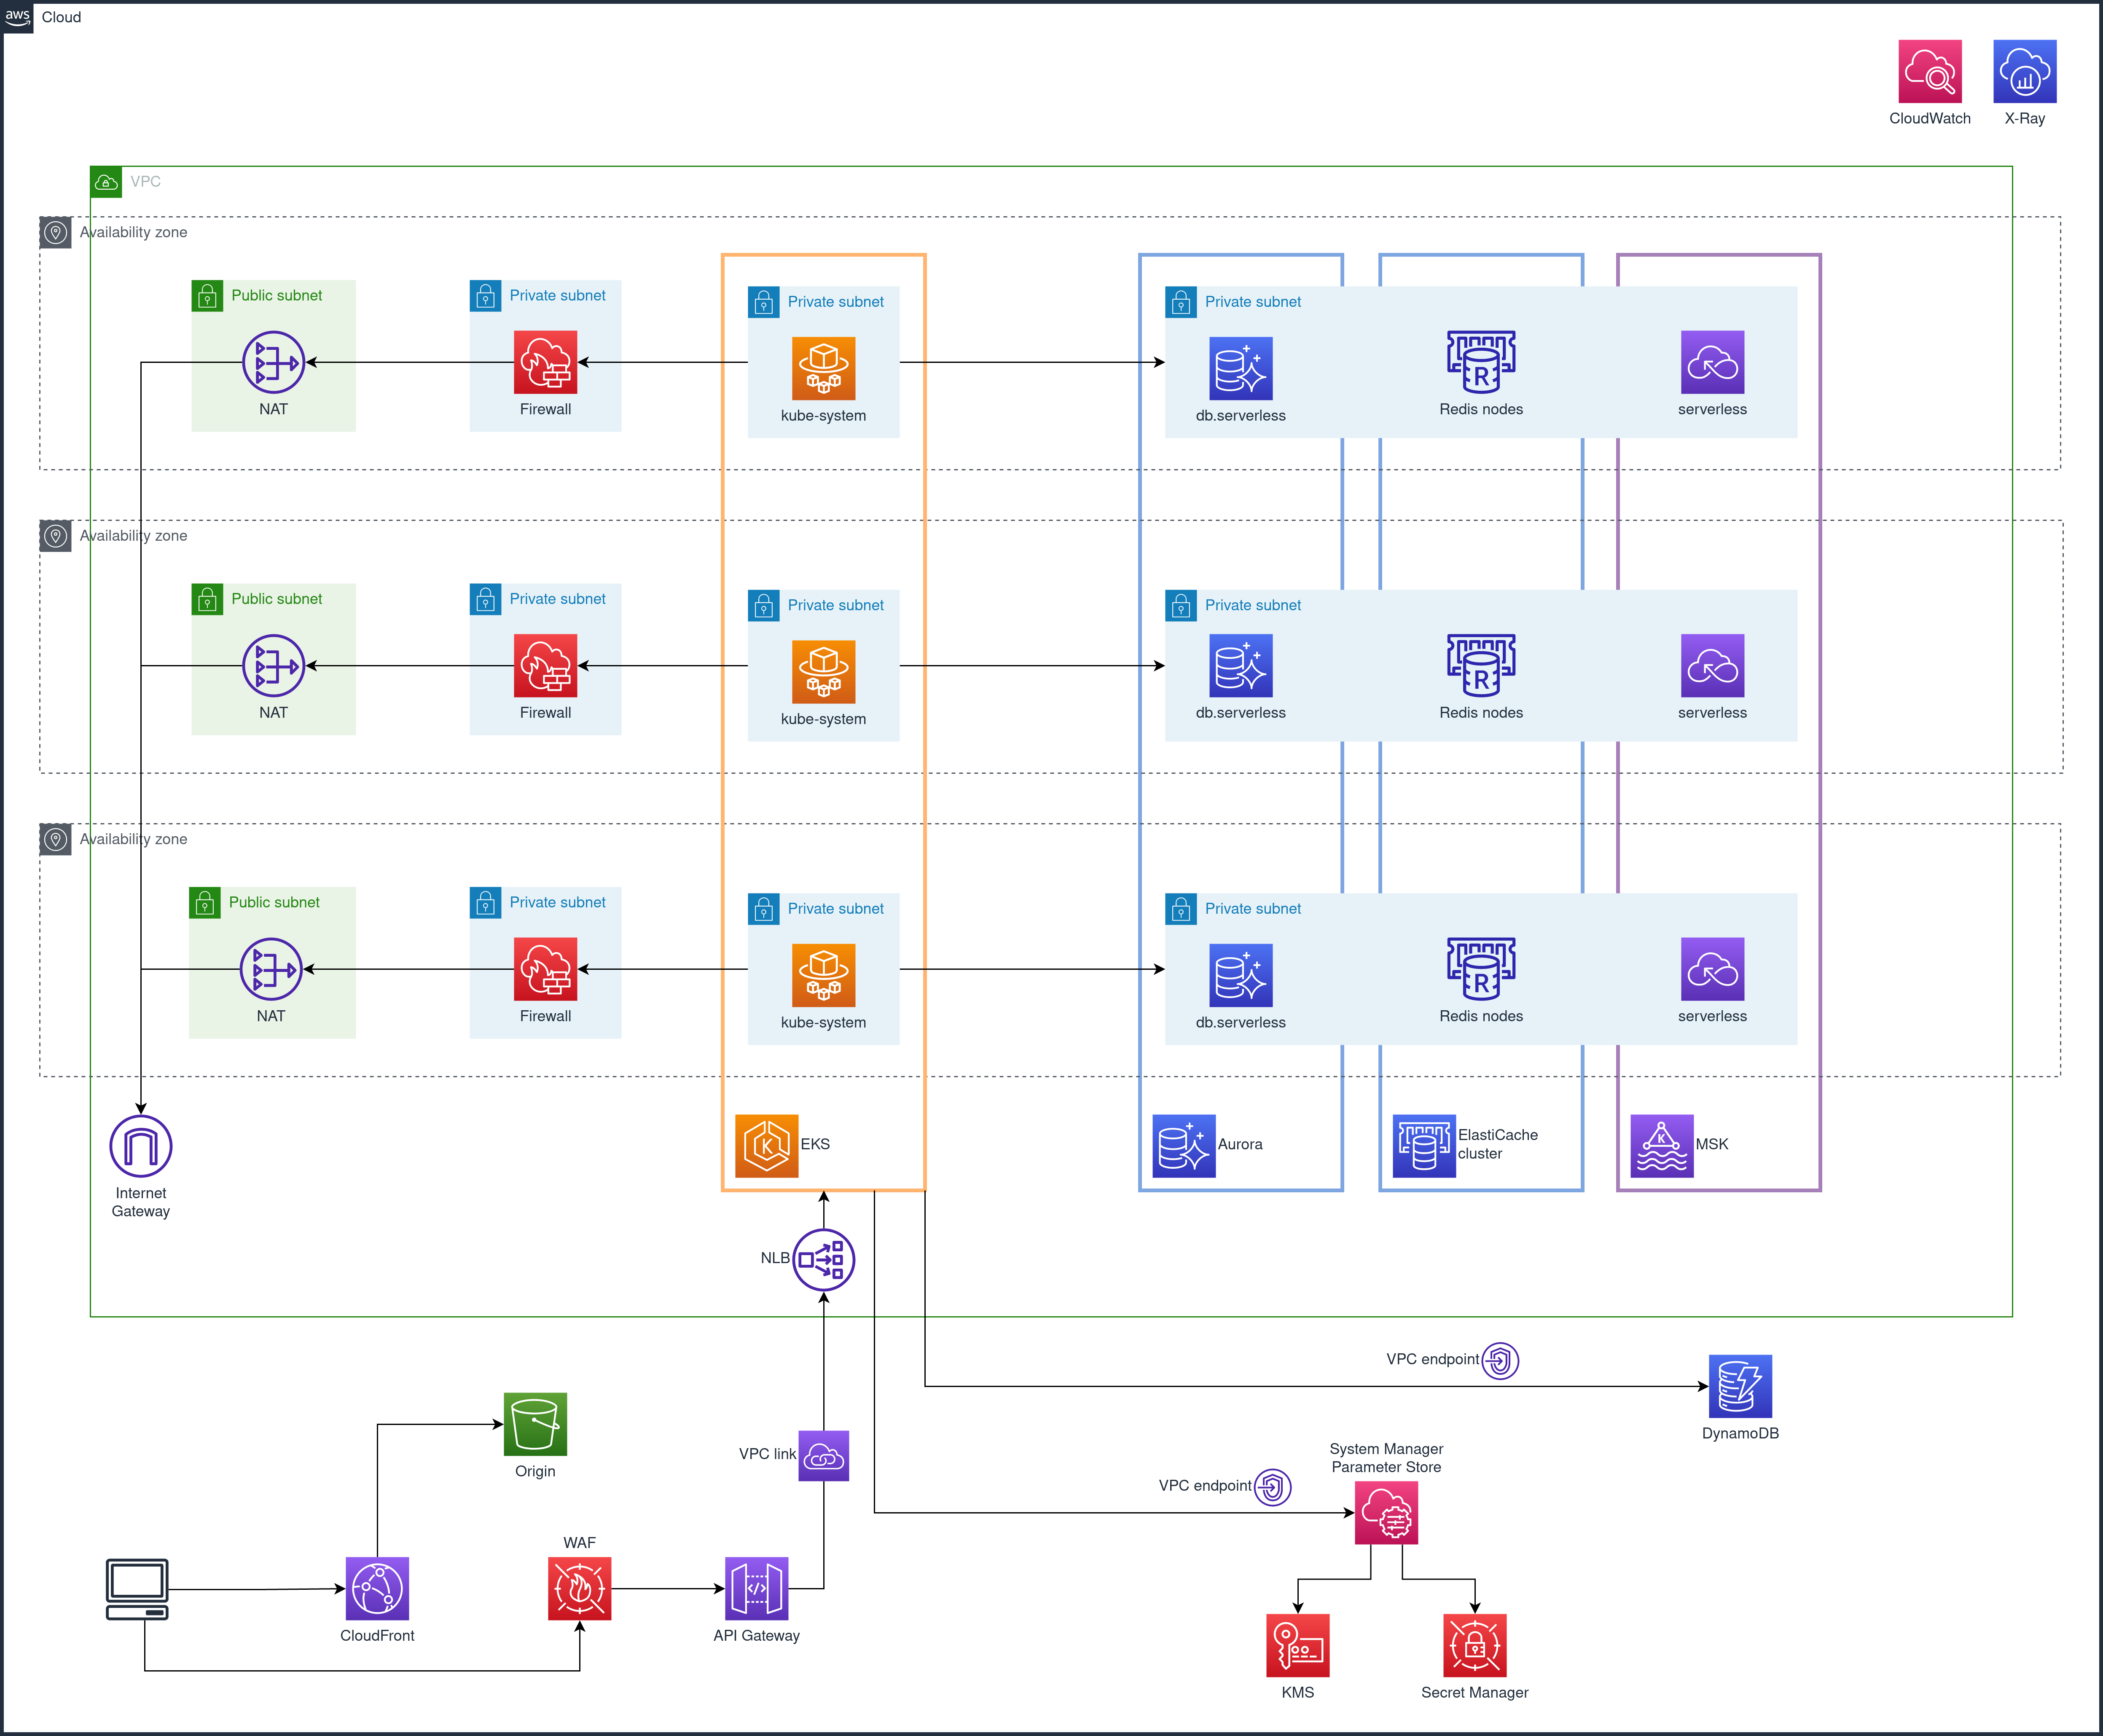 aws
Cloud
CloudWatch
X-Ray
VPC
Availability zone
Public subnet
Private subnet
Private subnet
Private subnet
NAT
Firewall
kube-system
db.serverless
R
Redis nodes
serverless
Availability zone
Public subnet
Private subnet
Private subnet
Private subnet
NAT
Firewall
kube-system
db.serverless
R
Redis nodes
serverless
Availability zone
Public subnet
Private subnet
Private subnet
Private subnet
NAT
Firewall
kube-system
db.serverless
R
Redis nodes
serverless
Internet
Gateway
K
EKS
Aurora
ElastiCache
cluster
K
MSK
NLB
VPC endpoint
DynamoDB
Origin
VPC link
System Manager
Parameter Store
VPC endpoint
WAF
</>
CloudFront
API Gateway
KMS
Secret Manager